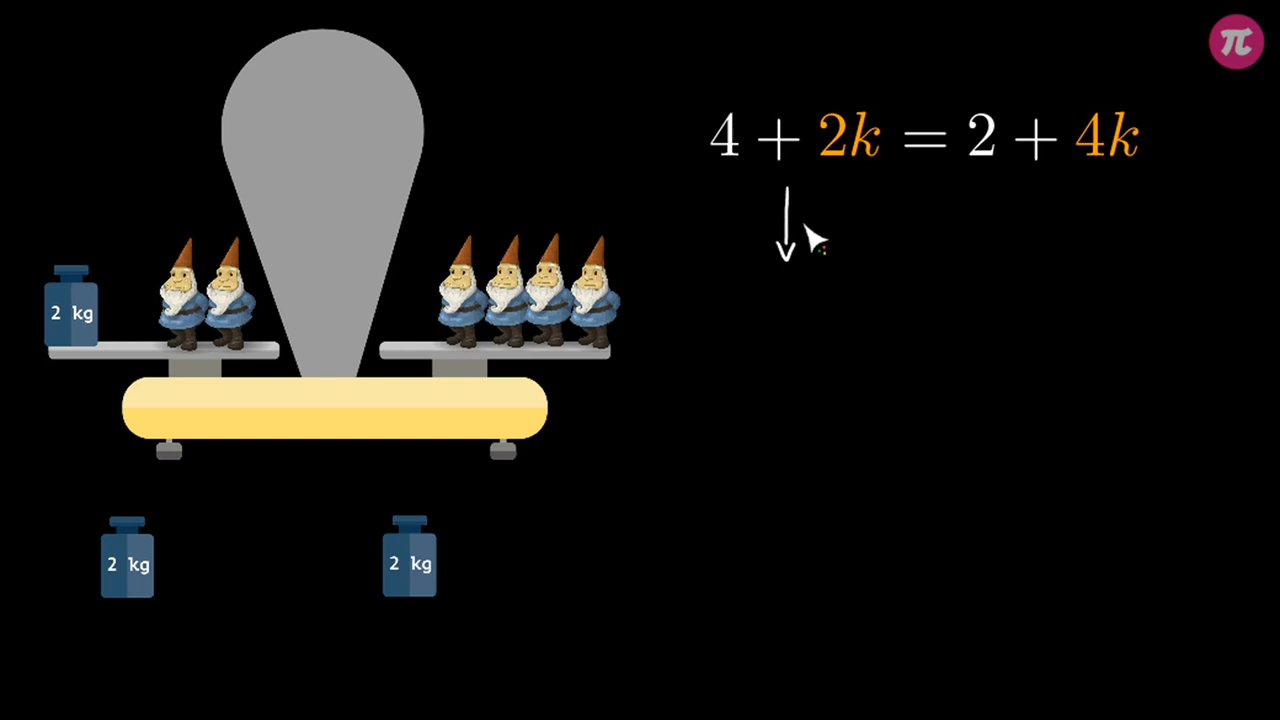 π
4 + 2k = 2 + 4k
2 kg
2 kg
2 kg